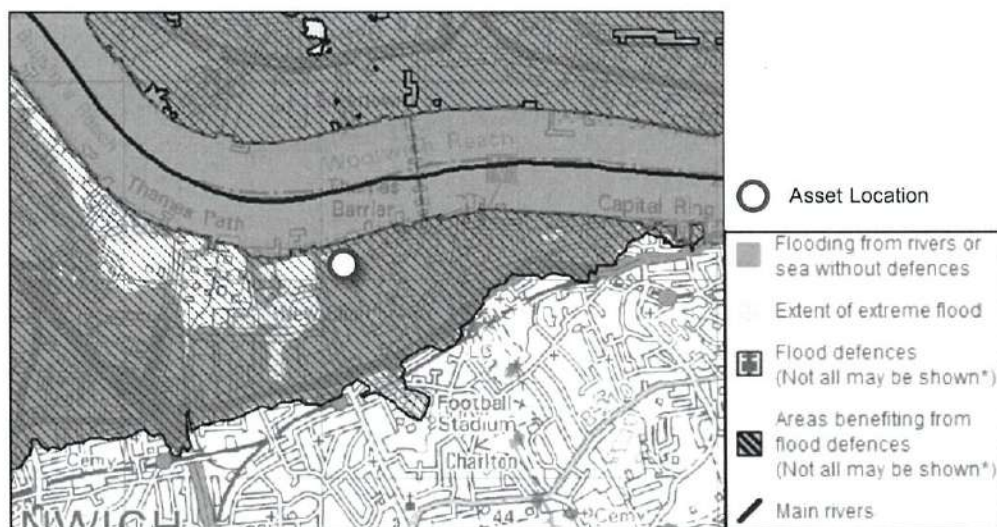 Woolwich Reach
Thames Path
Thames
Barrier
Capital Ring
Football
Stadium
Charlton
Cemy
Cemy
44
NWICH
Asset Location
Flooding from rivers or
sea without defences
Extent of extreme flood
Flood defences
(Not all may be shown*)
Areas benefiting from
flood defences
(Not all may be shown*)
Main rivers